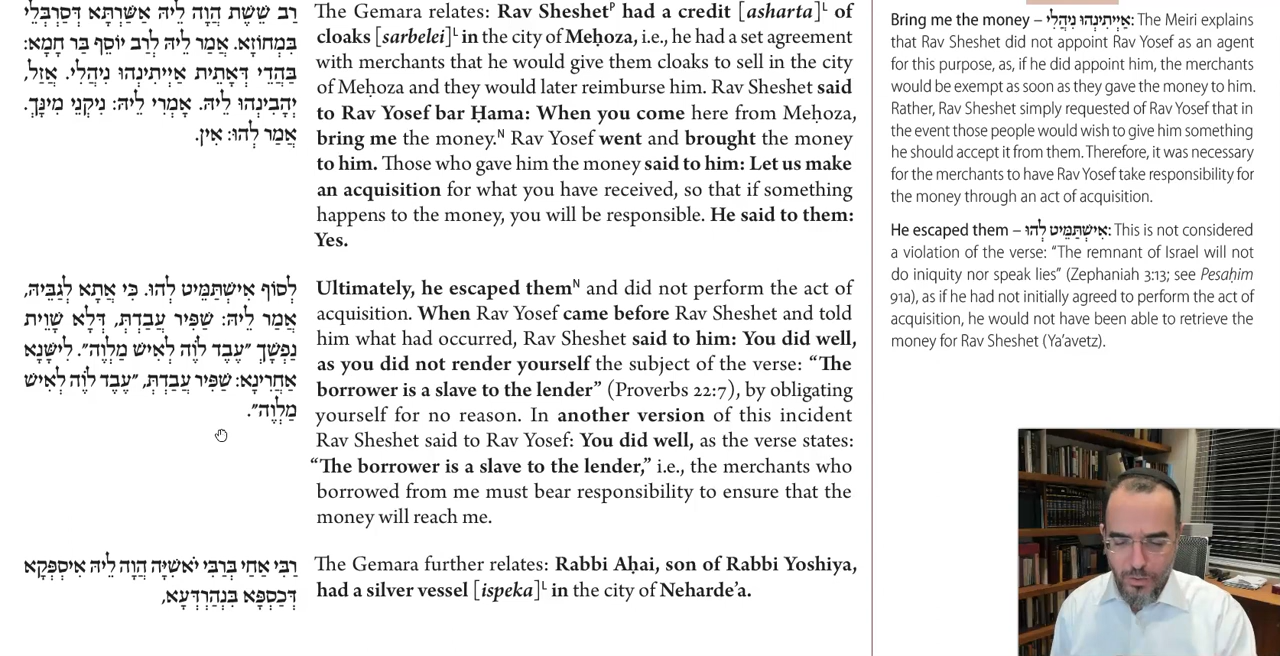 רַב שֵׁשֶׁת הֲוָה לֵיהּ אַשַּׁרְתָּא דְּסַרְבָּלֵי
בִּמְחוֹזָא. אֲמַר לֵיהּ לְרַב יוֹסֵף בַּר חָמָא:
בַּהֲדֵי דְּאָתֵית אַיְיתִינְהוּ נִיהֲלִי. אֲזַל,
יַהֲבִינְהוּ לֵיהּ. אָמְרִי לֵיהּ: נִיקְנֵי מִינָּךְ.
אֲמַר לְהוּ: אִין.
The Gemara relates: Rav Sheshetᴾ had a credit [asharta]ᴸ of
cloaks [sarbelei]ᴸ in the city of Meḥoza, i.e., he had a set agreement
with merchants that he would give them cloaks to sell in the city
of Meḥoza and they would later reimburse him. Rav Sheshet said
to Rav Yosef bar Ḥama: When you come here from Meḥoza,
bring me the money.ᴺ Rav Yosef went and brought the money
to him. Those who gave him the money said to him: Let us make
an acquisition for what you have received, so that if something
happens to the money, you will be responsible. He said to them:
Yes.
לְסוֹף אִישְׁתַּמִּיט לְהוּ. כִּי אֲתָא לְגַבֵּיהּ,
אֲמַר לֵיהּ: שַׁפִּיר עֲבַדְתְּ, דְּלָא שַׁוִּית
נַפְשָׁךְ ״עֶבֶד לֹוֶה לְאִישׁ מַלְוֶה״. לִישָּׁנָא
אַחֲרִינָא: שַׁפִּיר עֲבַדְתְּ, ״עֶבֶד לֹוֶה לְאִישׁ
מַלְוֶה״.
Ultimately, he escaped themᴺ and did not perform the act of
acquisition. When Rav Yosef came before Rav Sheshet and told
him what had occurred, Rav Sheshet said to him: You did well,
as you did not render yourself the subject of the verse: “The
borrower is a slave to the lender” (Proverbs 22:7), by obligating
yourself for no reason. In another version of this incident
Rav Sheshet said to Rav Yosef: You did well, as the verse states:
“The borrower is a slave to the lender,” i.e., the merchants who
borrowed from me must bear responsibility to ensure that the
money will reach me.
רַבִּי אַחַי בְּרַבִּי יֹאשִׁיָּה הֲוָה לֵיהּ אִיסְפְּקָא
דְּכַסְפָּא בִּנְהַרְדְּעָא,
The Gemara further relates: Rabbi Aḥai, son of Rabbi Yoshiya,
had a silver vessel [ispeka]ᴸ in the city of Neharde’a.
Bring me the money – אַיְיתִינְהוּ נִיהֲלִי: The Meiri explains
that Rav Sheshet did not appoint Rav Yosef as an agent
for this purpose, as, if he did appoint him, the merchants
would be exempt as soon as they gave the money to him.
Rather, Rav Sheshet simply requested of Rav Yosef that in
the event those people would wish to give him something
he should accept it from them. Therefore, it was necessary
for the merchants to have Rav Yosef take responsibility for
the money through an act of acquisition.
He escaped them – אִישְׁתַּמִּיט לְהוּ: This is not considered
a violation of the verse: “The remnant of Israel will not
do iniquity nor speak lies” (Zephaniah 3:13; see Pesaḥim
91a), as if he had not initially agreed to perform the act of
acquisition, he would not have been able to retrieve the
money for Rav Sheshet (Ya’avetz).